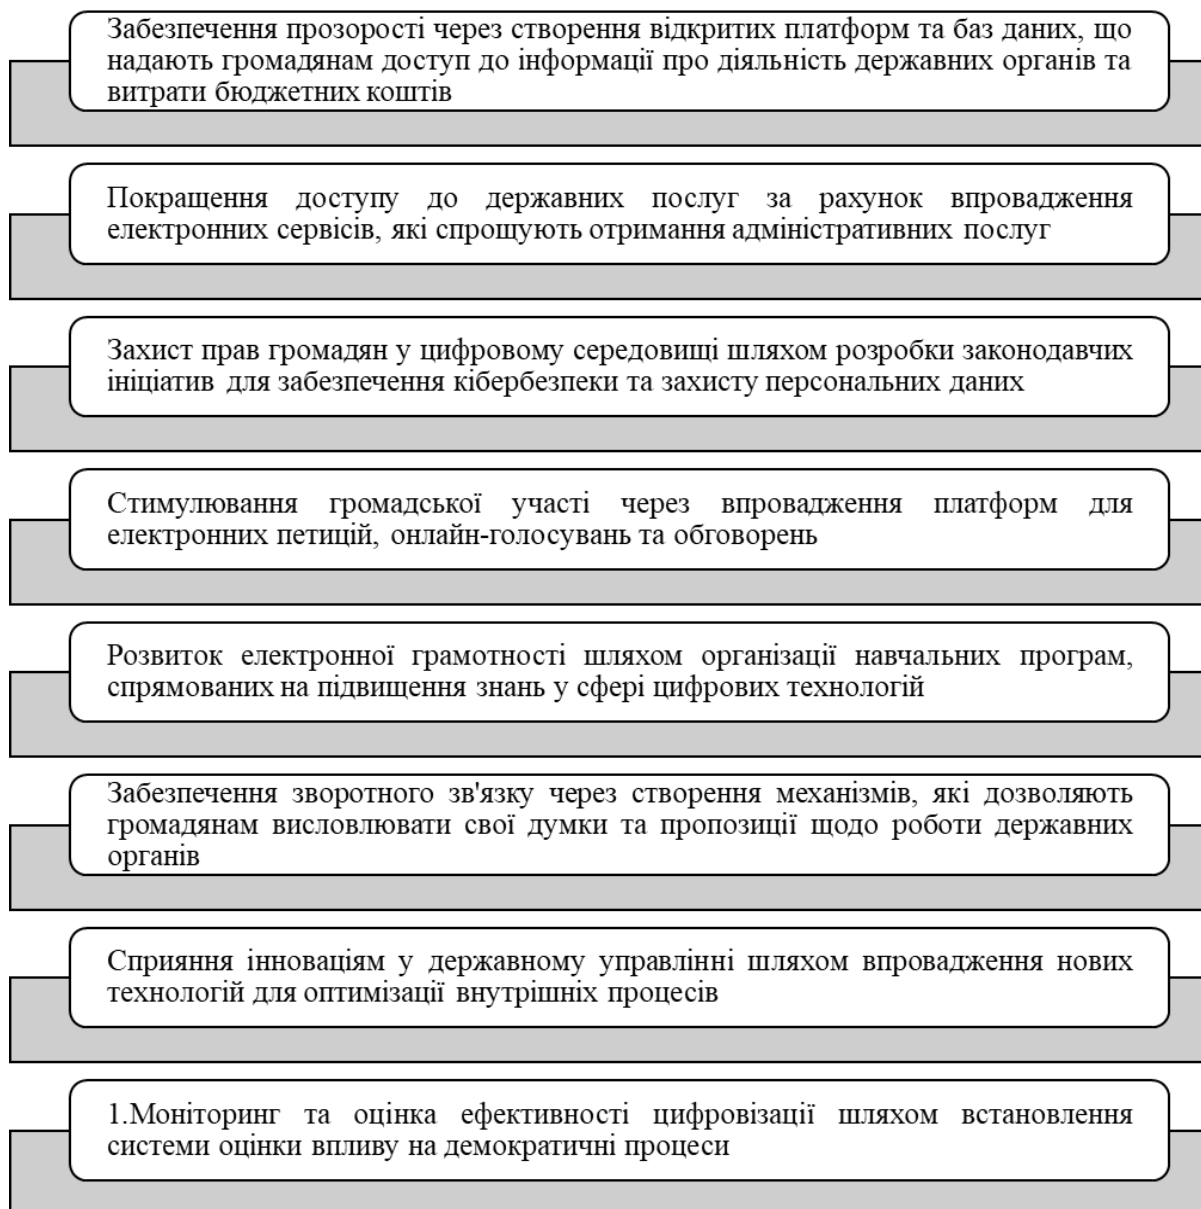 Забезпечення прозорості через створення відкритих платформ та баз даних, що
надають громадянам доступ до інформації про діяльність державних органів та
витрати бюджетних коштів
Покращення доступу до державних послуг за рахунок впровадження
електронних сервісів, які спрощують отримання адміністративних послуг
Захист прав громадян у цифровому середовищі шляхом розробки законодавчих
ініціатив для забезпечення кібербезпеки та захисту персональних даних
Стимулювання громадської участі через впровадження платформ для
електронних петицій, онлайн-голосувань та обговорень
Розвиток електронної грамотності шляхом організації навчальних програм,
спрямованих на підвищення знань у сфері цифрових технологій
Забезпечення зворотного зв'язку через створення механізмів, які дозволяють
громадянам висловлювати свої думки та пропозиції щодо роботи державних
органів
Сприяння інноваціям у державному управлінні шляхом впровадження нових
технологій для оптимізації внутрішніх процесів
1.Моніторинг та оцінка ефективності цифровізації шляхом встановлення
системи оцінки впливу на демократичні процеси